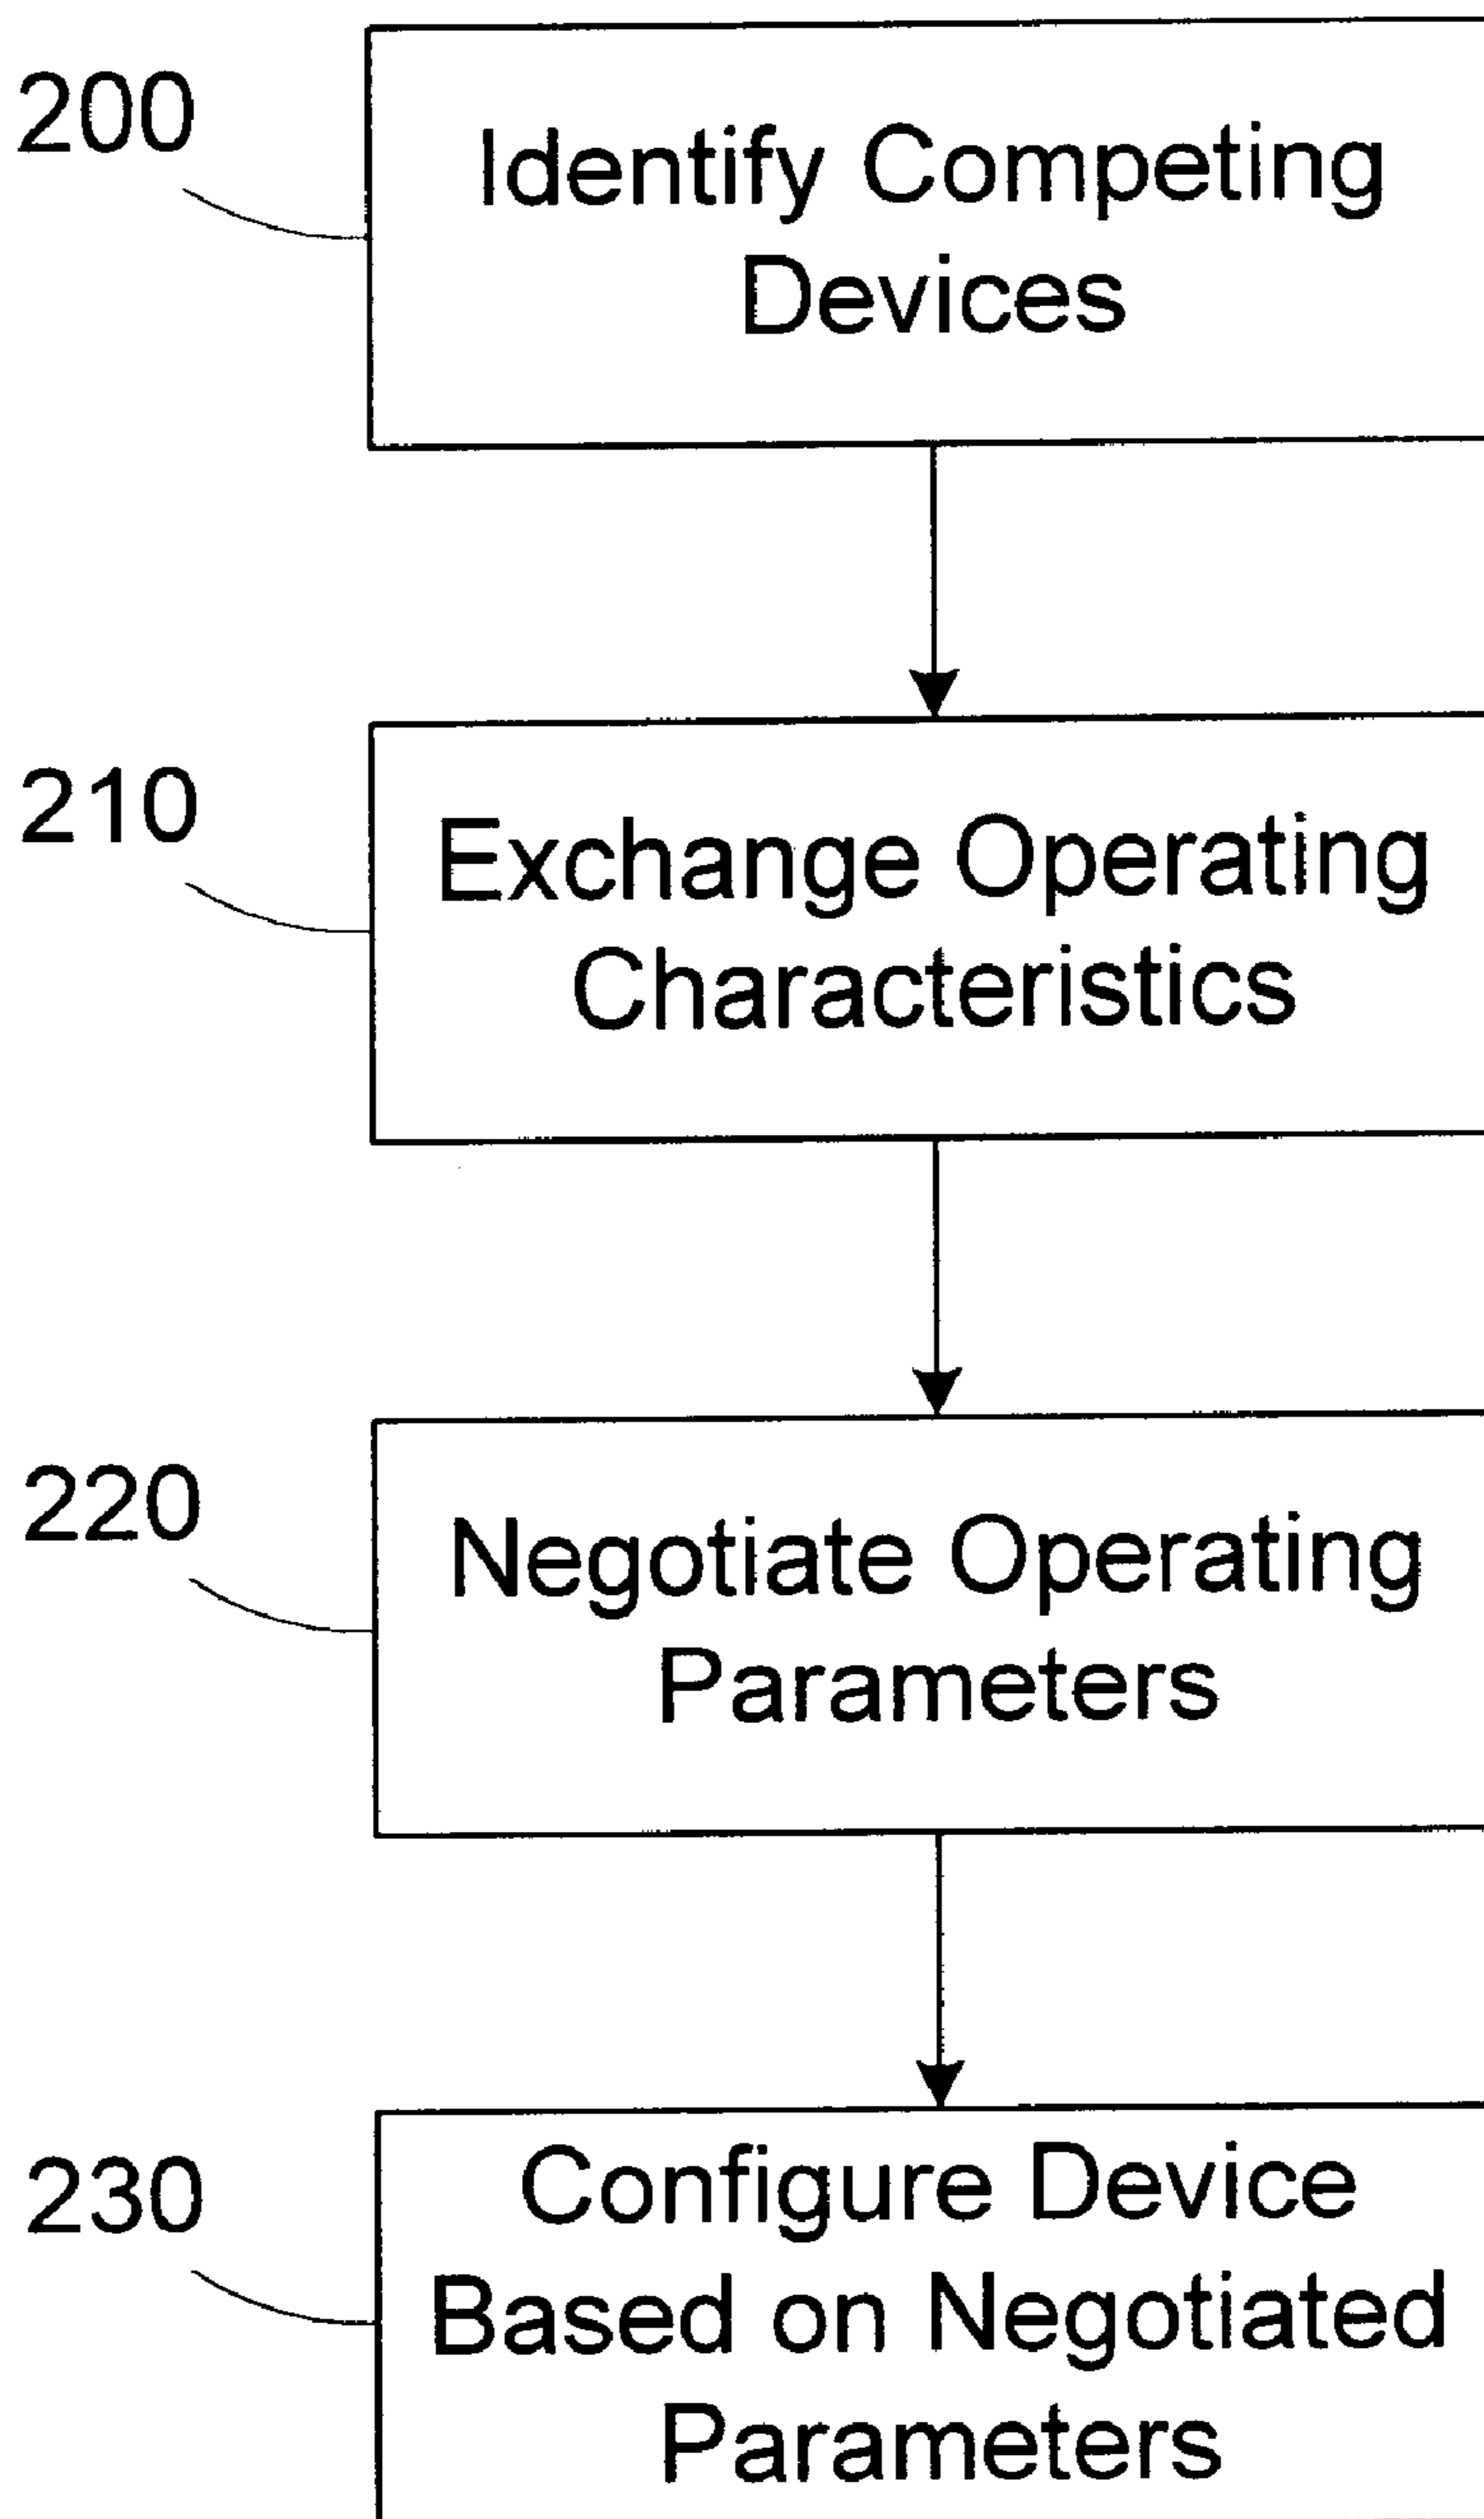 200
Identify Competing
Devices
210
Exchange Operating
Characteristics
220
Negotiate Operating
Parameters
230
Configure Device
Based on Negotiated
Parameters